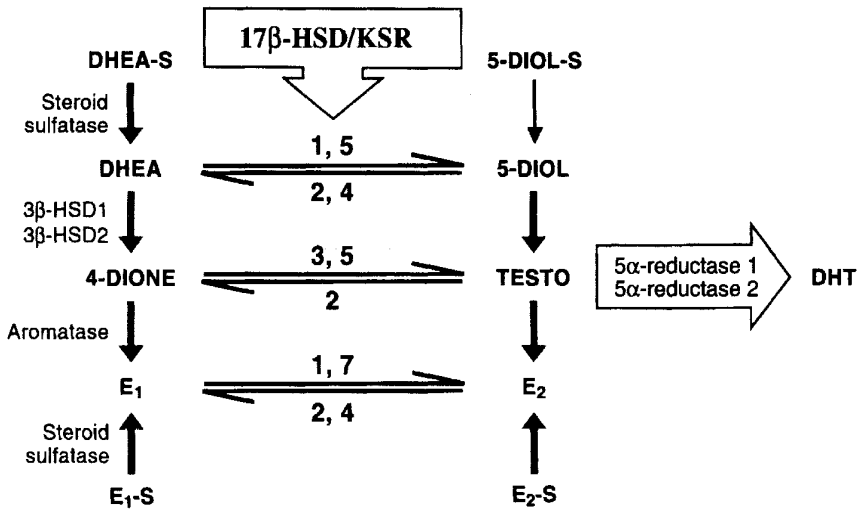 17β-HSD/KSR
DHEA-S
5-DIOL-S
Steroid
sulfatase
1, 5
DHEA
5-DIOL
2, 4
3β-HSD1
3β-HSD2
3, 5
4-DIONE
TESTO
2
5α-reductase 1
5α-reductase 2
DHT
Aromatase
1, 7
E₁
E₂
2, 4
Steroid
sulfatase
E₁-S
E₂-S